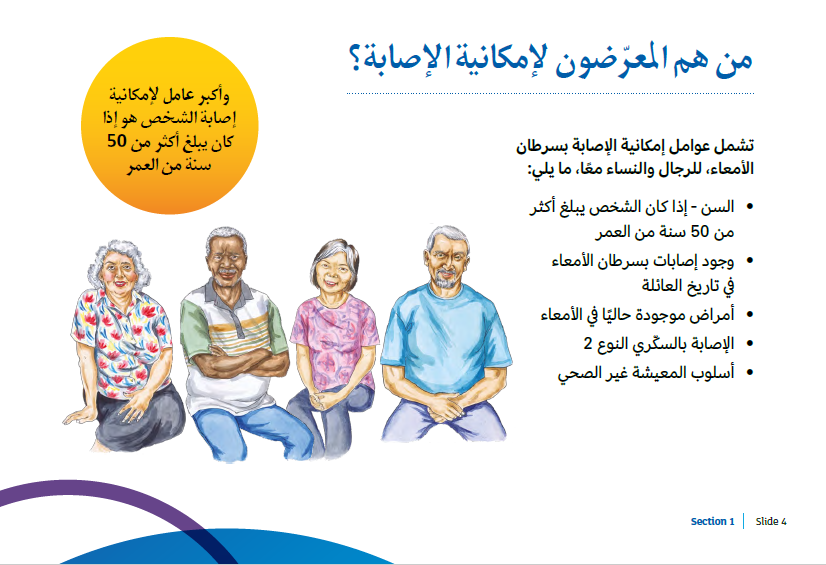 من هم المعرّضون لإمكانية الإصابة؟
وأكبر عامل لإمكانية
إصابة الشخص هو إذا
كان يبلغ أكثر من 50
سنة من العمر
تشمل عوامل إمكانية الإصابة بسرطان
الأمعاء، للرجال والنساء معًا، ما يلي:
• السن - إذا كان الشخص يبلغ أكثر
من 50 سنة من العمر
• وجود إصابات بسرطان الأمعاء
في تاريخ العائلة
• أمراض موجودة حاليًا في الأمعاء
• الإصابة بالسكّري النوع 2
• أسلوب المعيشة غير الصحي
Section 1 | Slide 4